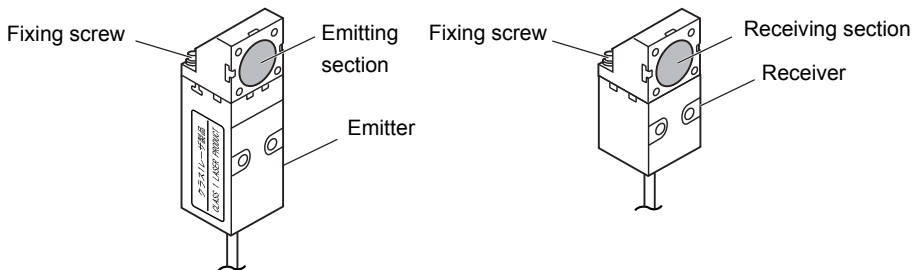 Fixing screw
Emitting
section
Emitter
クラス1レーザ製品
CLASS 1 LASER PRODUCT
Fixing screw
Receiving section
Receiver